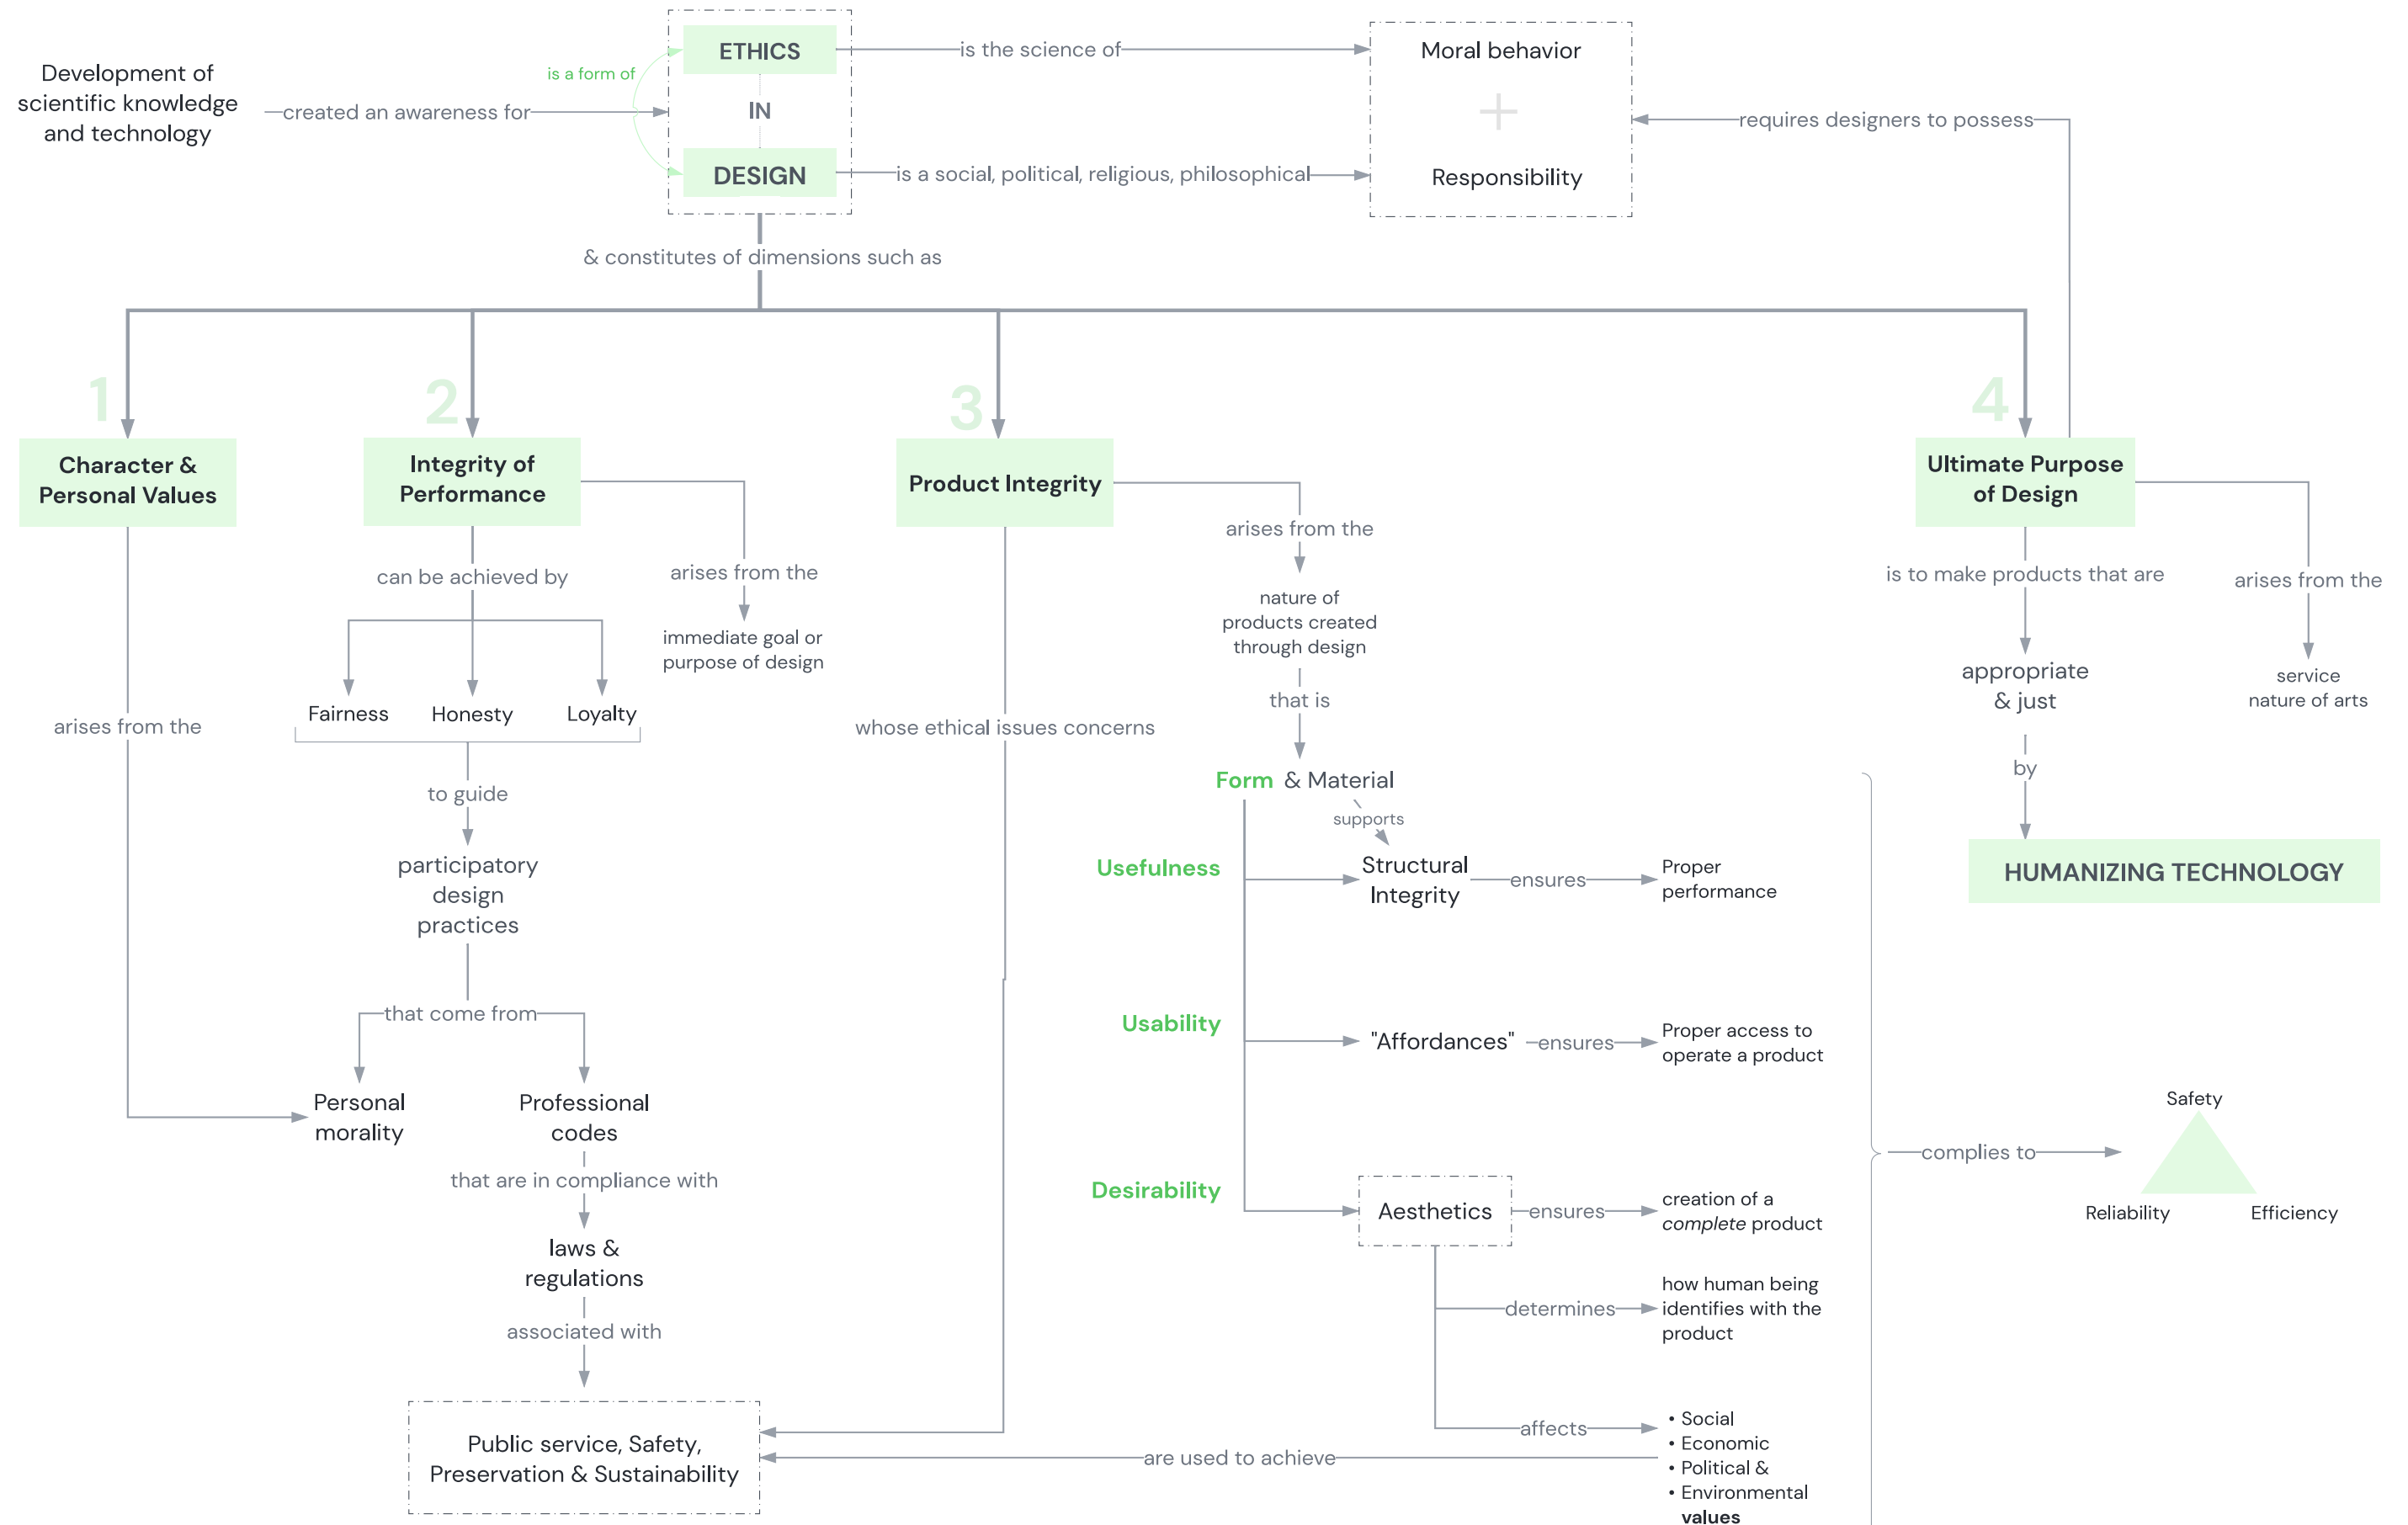 Development of
scientific knowledge
and technology
created an awareness for
is a form of
ETHICS
IN
DESIGN
is the science of
is a social, political, religious, philosophical
Moral behavior
+
Responsibility
requires designers to possess
& constitutes of dimensions such as
1
Character &
Personal Values
arises from the
2
Integrity of
Performance
can be achieved by
Fairness
Honesty
Loyalty
arises from the
immediate goal or
purpose of design
to guide
participatory
design
practices
that come from
Personal
morality
Professional
codes
that are in compliance with
laws &
regulations
associated with
Public service, Safety,
Preservation & Sustainability
3
Product Integrity
whose ethical issues concerns
arises from the
nature of
products created
through design
that is
Form & Material
supports
Usefulness
Structural
Integrity
ensures
Proper
performance
Usability
"Affordances"
ensures
Proper access to
operate a product
Desirability
Aesthetics
ensures
creation of a
complete product
determines
how human being
identifies with the
product
affects
• Social
• Economic
• Political &
• Environmental
values
are used to achieve
4
Ultimate Purpose
of Design
is to make products that are
appropriate
& just
by
HUMANIZING TECHNOLOGY
arises from the
service
nature of arts
complies to
Safety
Reliability
Efficiency